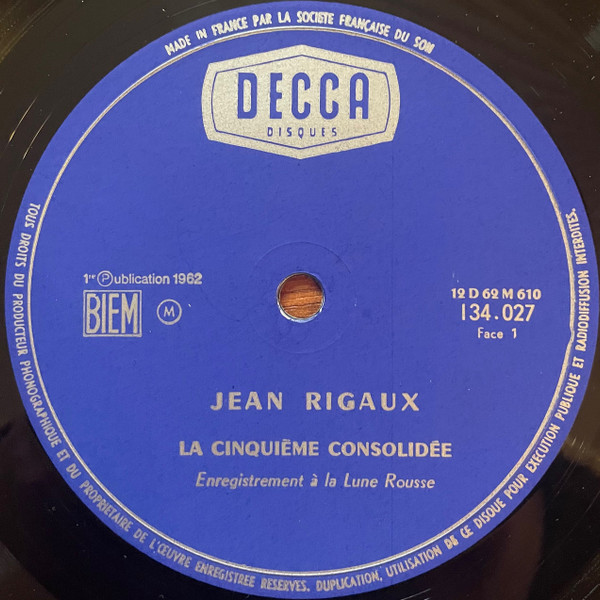 MADE IN FRANCE PAR LA SOCIETE FRANÇAISE DU SON
DECCA
DISQUES
1re Ⓟublication 1962
BIEM
M
12 D 62 M 610
134.027
Face 1
JEAN RIGAUX
LA CINQUIÈME CONSOLIDÉE
Enregistrement à la Lune Rousse
TOUS DROITS DU PRODUCTEUR PHONOGRAPHIQUE ET DU PROPRIETAIRE DE L'ŒUVRE ENREGISTREE RESERVES. DUPLICATION, UTILISATION DE CE DISQUE POUR EXECUTION PUBLIQUE ET RADIODIFFUSION INTERDITES.